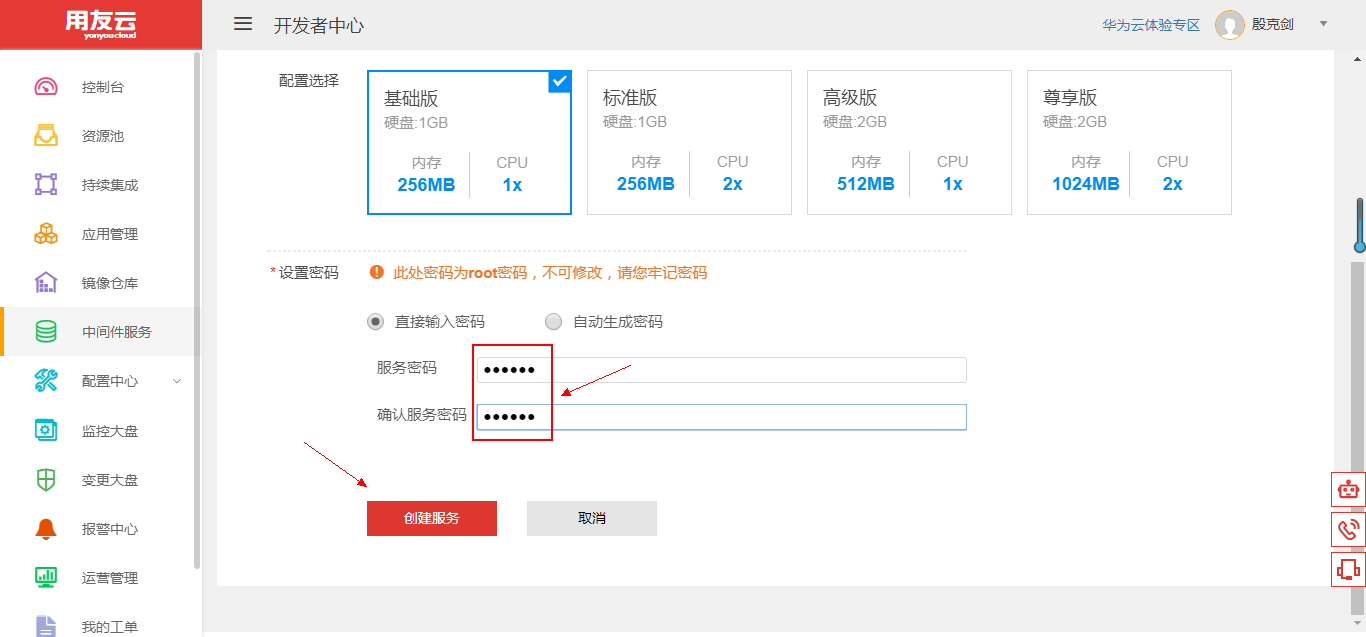 用友云
yonyoucloud
开发者中心
华为云体验专区
殷克剑
控制台
资源池
持续集成
应用管理
镜像仓库
中间件服务
配置中心
监控大盘
变更大盘
报警中心
运营管理
我的工单
配置选择
基础版
硬盘:1GB
内存 CPU
256MB 1x
标准版
硬盘:1GB
内存 CPU
256MB 2x
高级版
硬盘:2GB
内存 CPU
512MB 1x
尊享版
硬盘:2GB
内存 CPU
1024MB 2x
*设置密码 此处密码为root密码，不可修改，请您牢记密码
直接输入密码 自动生成密码
服务密码 ••••••
确认服务密码 ••••••
创建服务 取消